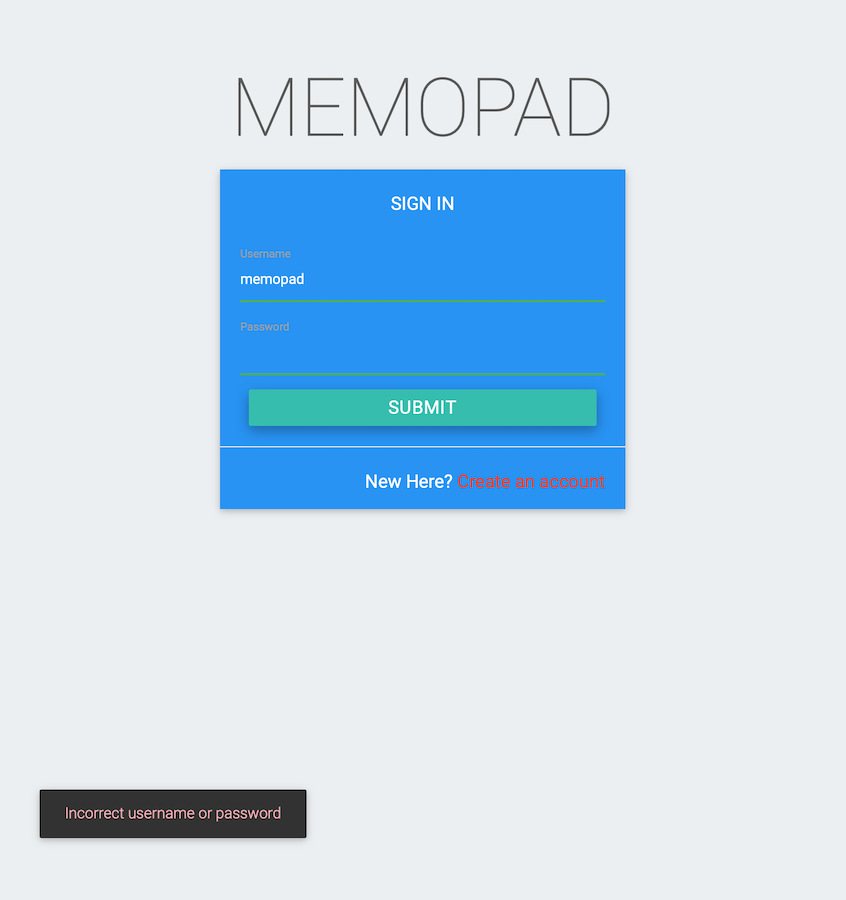 MEMOPAD
SIGN IN
Username
memopad
Password
SUBMIT
New Here? Create an account
Incorrect username or password